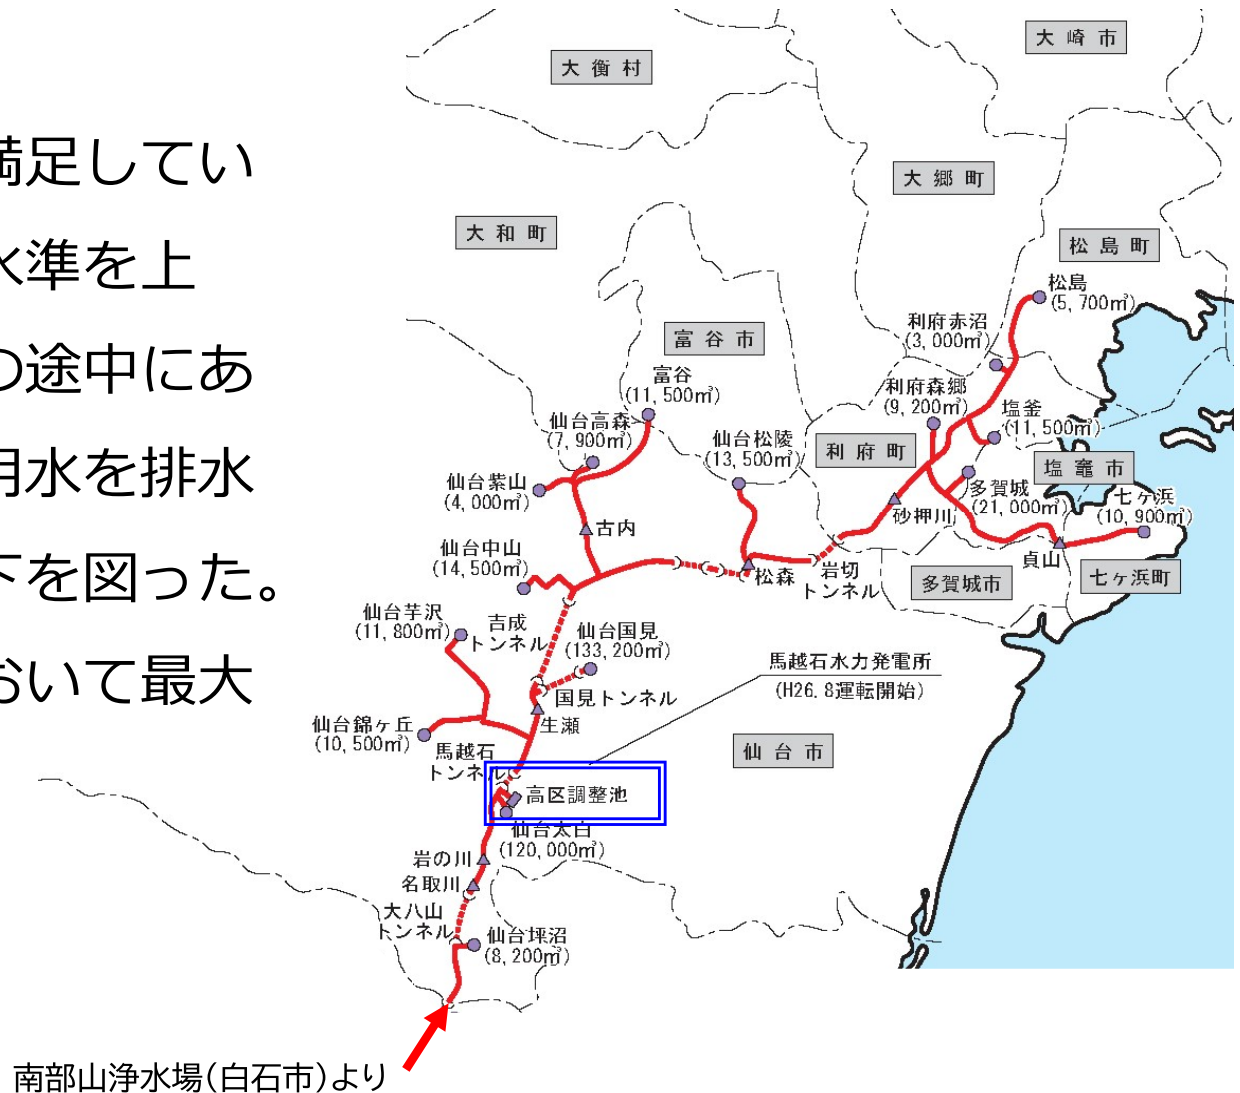 満足してい
水準を上
の途中にあ
用水を排水
下を図った。
おいて最大
大衡村
大崎市
大郷町
大和町
松島町
松島
(5,700㎥)
利府赤沼
(3,000㎥)
富谷市
富谷
(11,500㎥)
利府森郷
(9,200㎥)
塩釜
(11,500㎥)
仙台高森
(7,900㎥)
仙台松陵
(13,500㎥)
利府町
塩竈市
仙台紫山
(4,000㎥)
多賀城
(21,000㎥)
七ヶ浜
(10,900㎥)
古内
砂押川
仙台中山
(14,500㎥)
松森
岩切
トンネル
貞山
多賀城市
七ヶ浜町
仙台芋沢
(11,800㎥)
吉成
トンネル
仙台国見
(133,200㎥)
馬越石水力発電所
(H26.8運転開始)
国見トンネル
仙台錦ヶ丘
(10,500㎥)
生瀬
仙台市
馬越石
トンネル
高区調整池
仙台太白
(120,000㎥)
岩の川
名取川
大八山
トンネル
仙台坪沼
(8,200㎥)
南部山浄水場(白石市)より